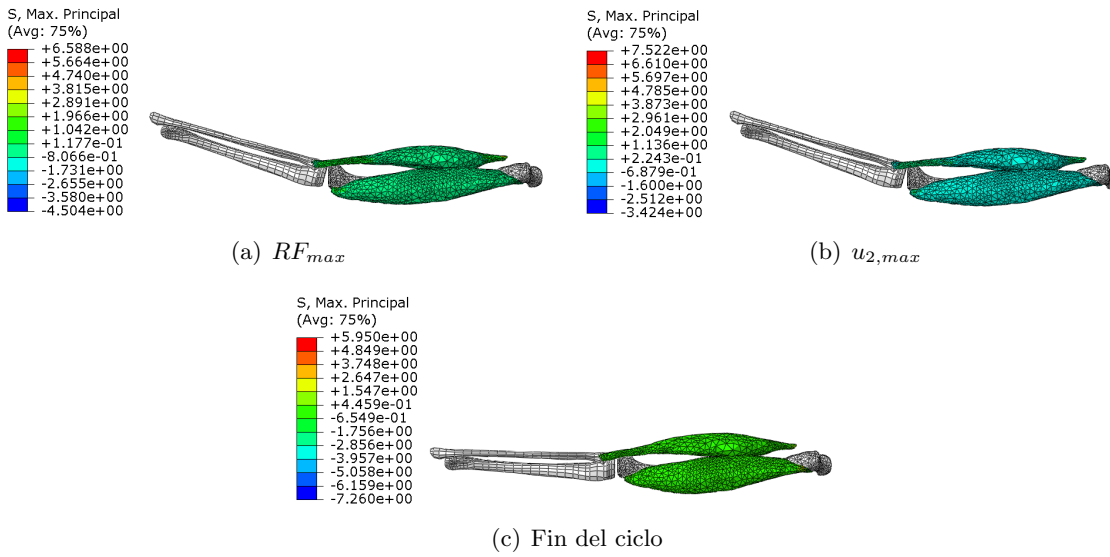 S, Max. Principal
(Avg: 75%)
+6.588e+00
+5.664e+00
+4.740e+00
+3.815e+00
+2.891e+00
+1.966e+00
+1.042e+00
+1.177e-01
-8.066e-01
-1.731e+00
-2.655e+00
-3.580e+00
-4.504e+00
(a) RF_{max}
S, Max. Principal
(Avg: 75%)
+7.522e+00
+6.610e+00
+5.697e+00
+4.785e+00
+3.873e+00
+2.961e+00
+2.049e+00
+1.136e+00
+2.243e-01
-6.879e-01
-1.600e+00
-2.512e+00
-3.424e+00
(b) u_{2,max}
S, Max. Principal
(Avg: 75%)
+5.950e+00
+4.849e+00
+3.748e+00
+2.647e+00
+1.547e+00
+4.459e-01
-6.549e-01
-1.756e+00
-2.856e+00
-3.957e+00
-5.058e+00
-6.159e+00
-7.260e+00
(c) Fin del ciclo